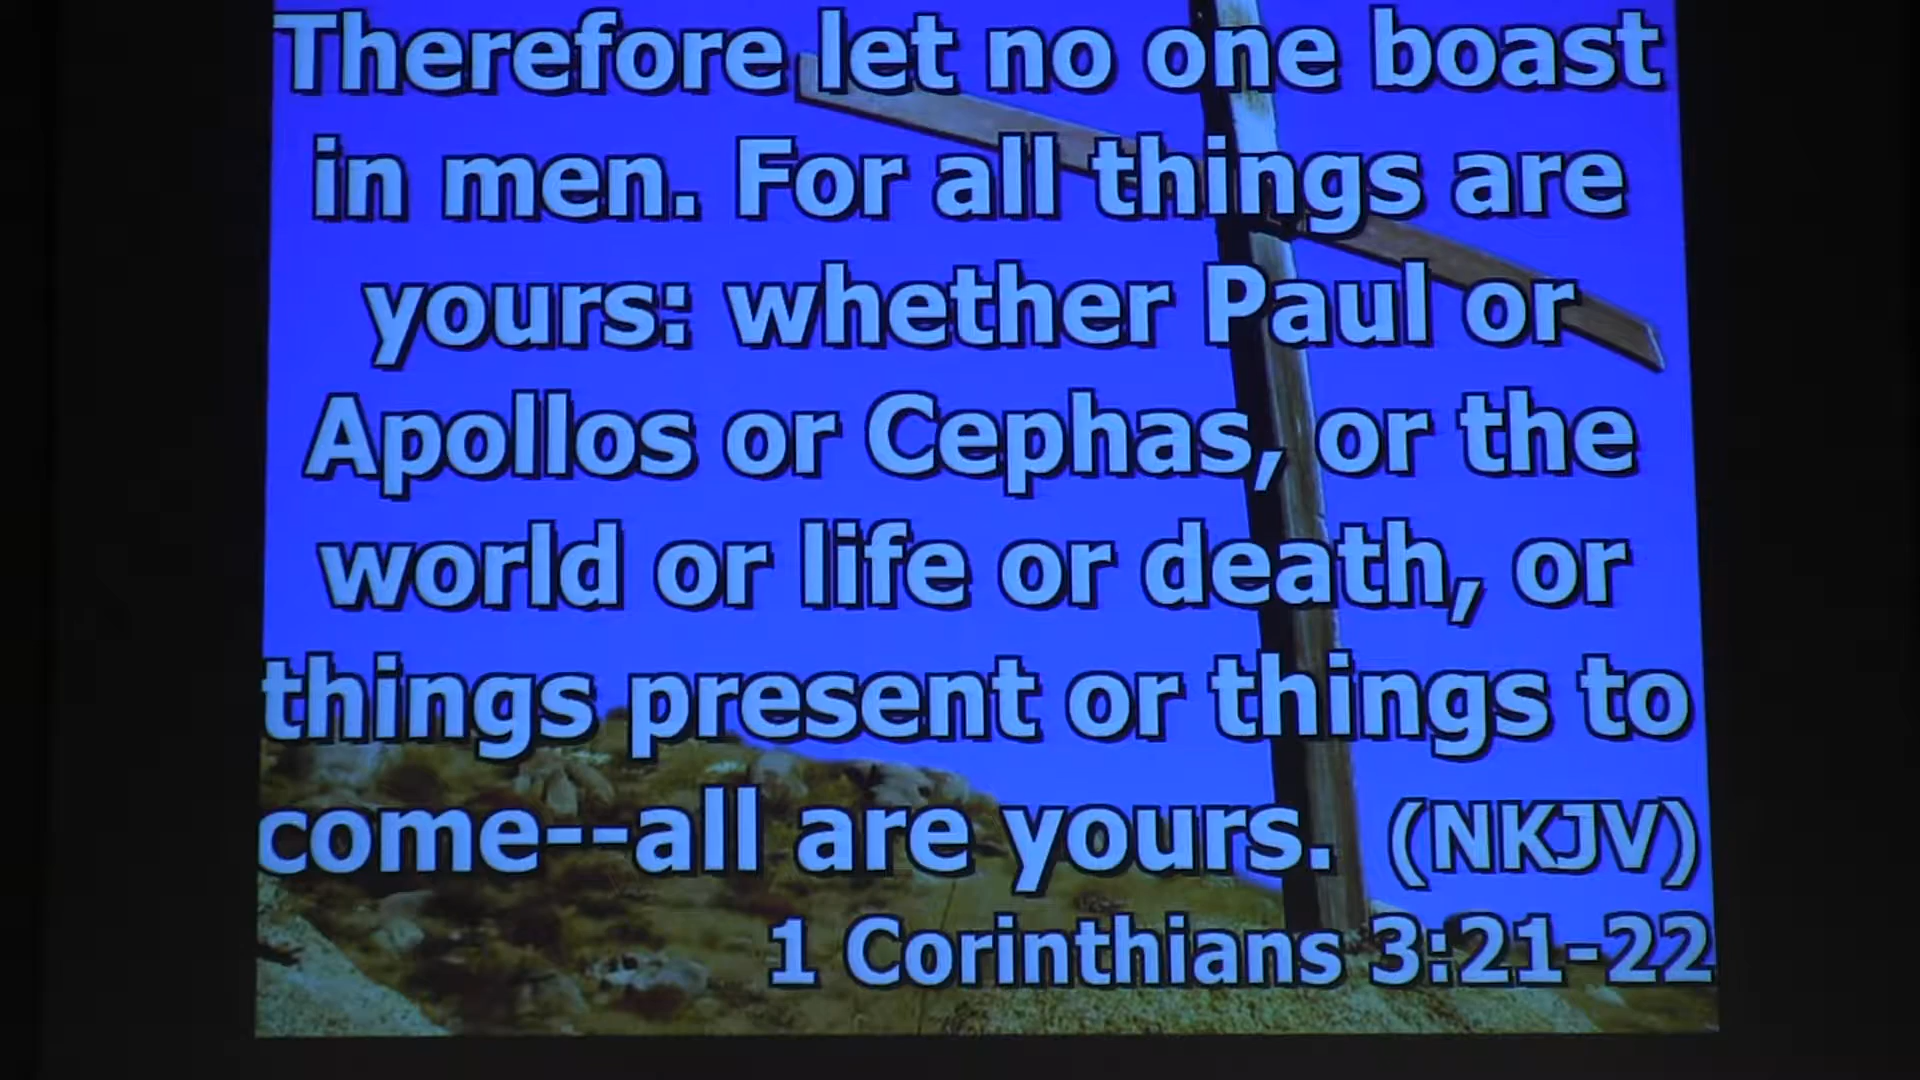 Therefore let no one boast
in men. For all things are
yours: whether Paul or
Apollos or Cephas, or the
world or life or death, or
things present or things to
come--all are yours. (NKJV)
1 Corinthians 3:21-22